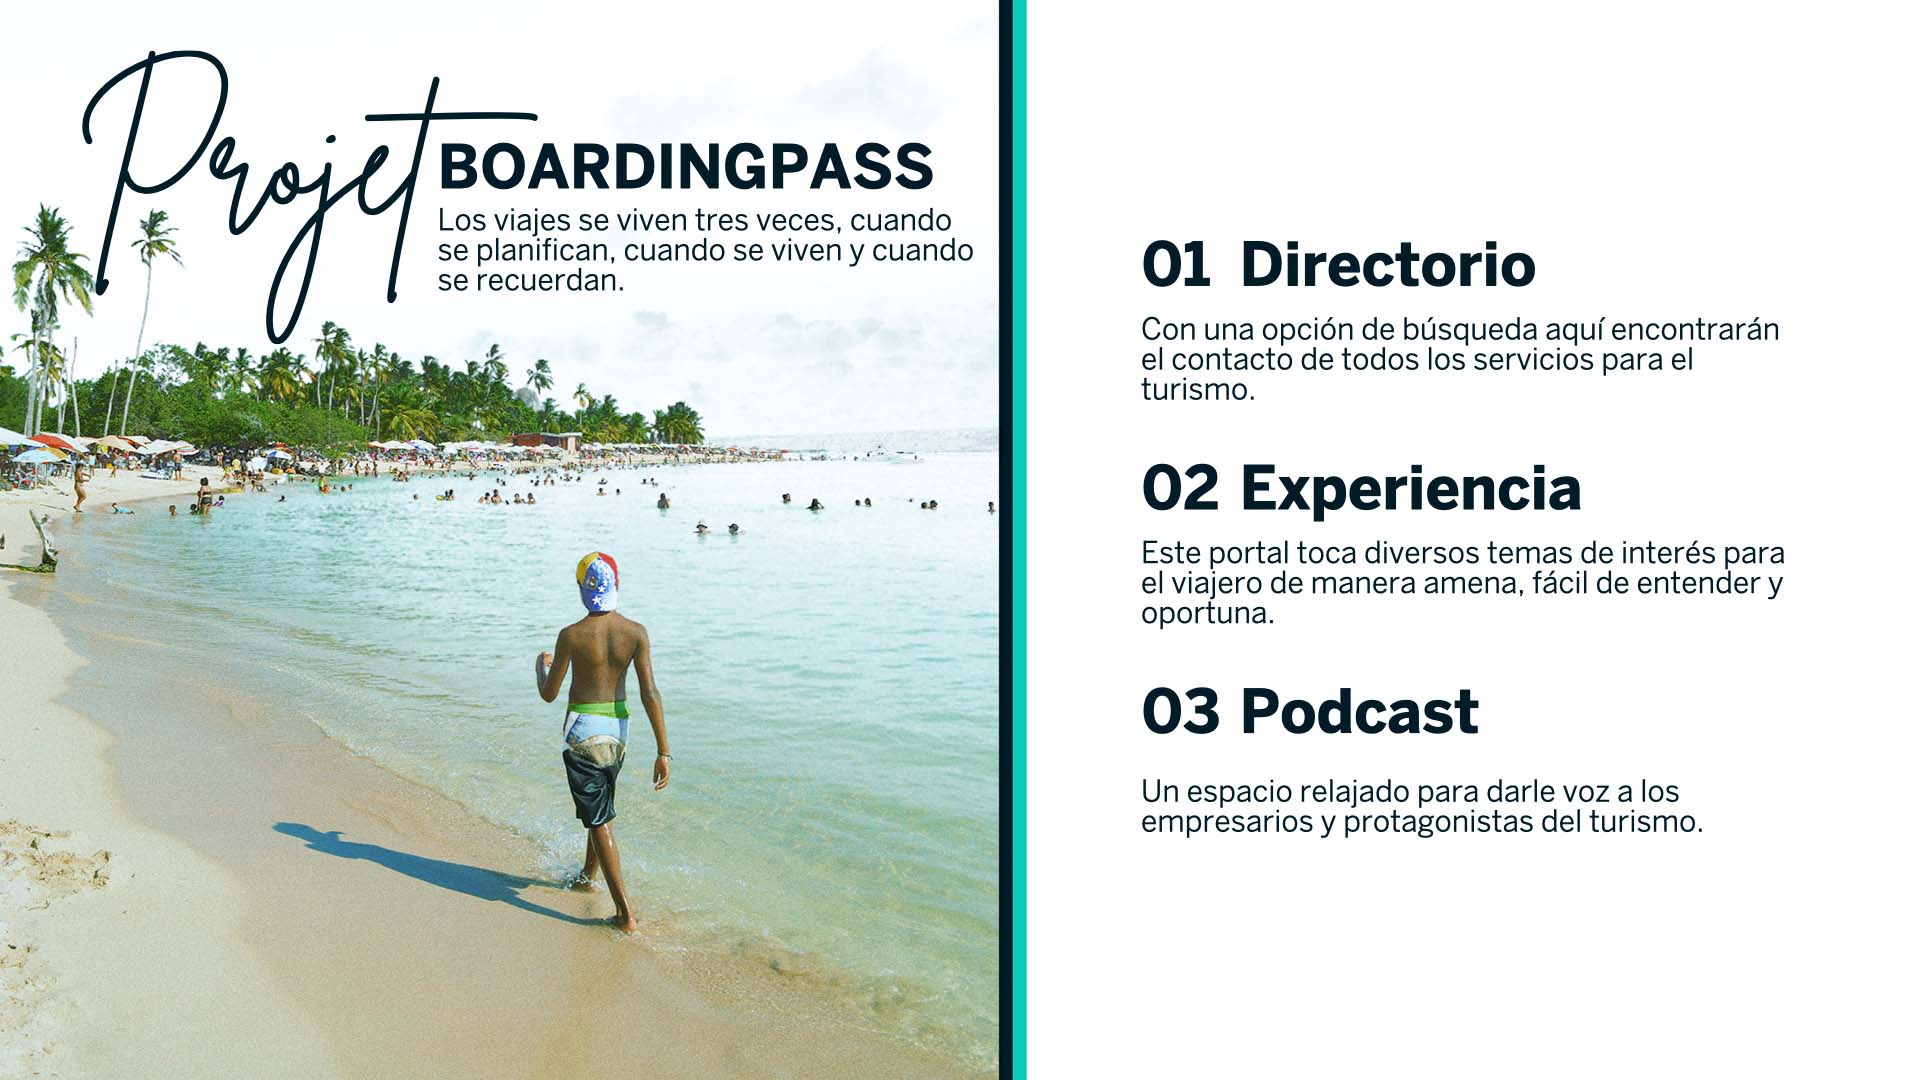 Projet
BOARDINGPASS
Los viajes se viven tres veces, cuando
se planifican, cuando se viven y cuando
se recuerdan.
01 Directorio
Con una opción de búsqueda aquí encontrarán
el contacto de todos los servicios para el
turismo.
02 Experiencia
Este portal toca diversos temas de interés para
el viajero de manera amena, fácil de entender y
oportuna.
03 Podcast
Un espacio relajado para darle voz a los
empresarios y protagonistas del turismo.